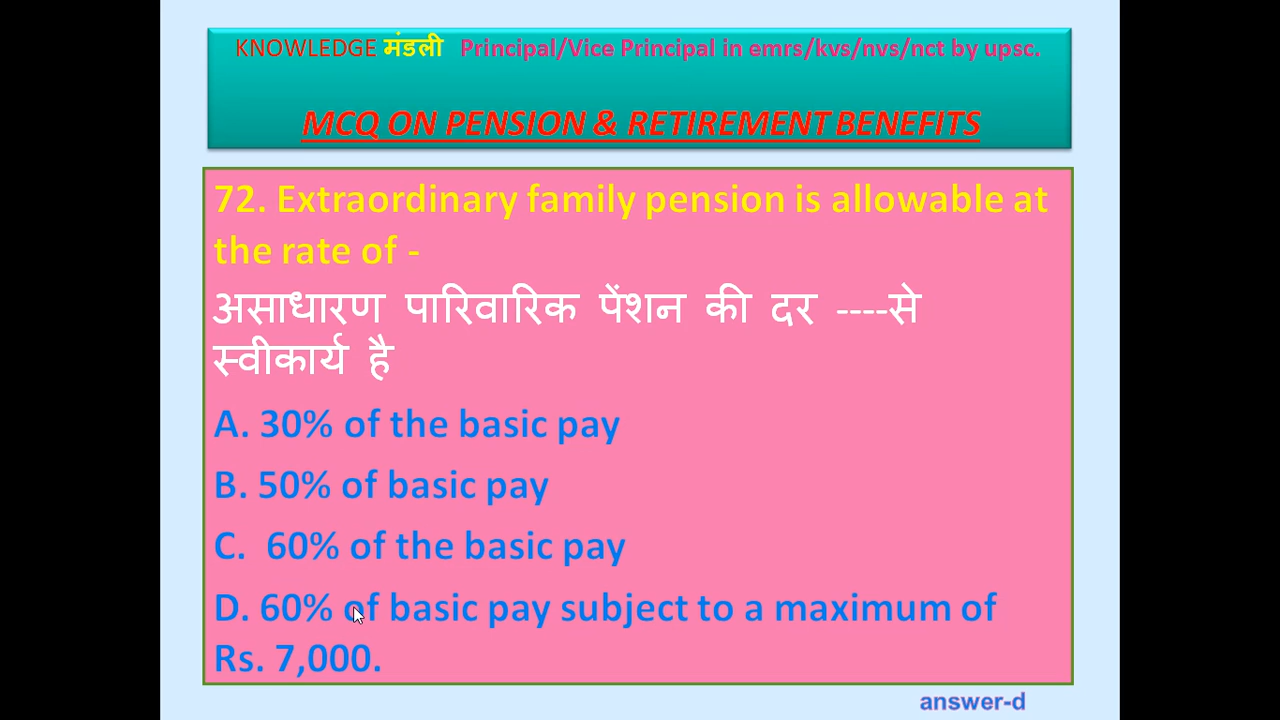 KNOWLEDGE मंडली Principal/Vice Principal in emrs/kvs/nvs/nct by upsc.
MCQ ON PENSION & RETIREMENT BENEFITS
72. Extraordinary family pension is allowable at
the rate of -
असाधारण पारिवारिक पेंशन की दर ----से
स्वीकार्य है
A. 30% of the basic pay
B. 50% of basic pay
C. 60% of the basic pay
D. 60% of basic pay subject to a maximum of
Rs. 7,000.
answer-d